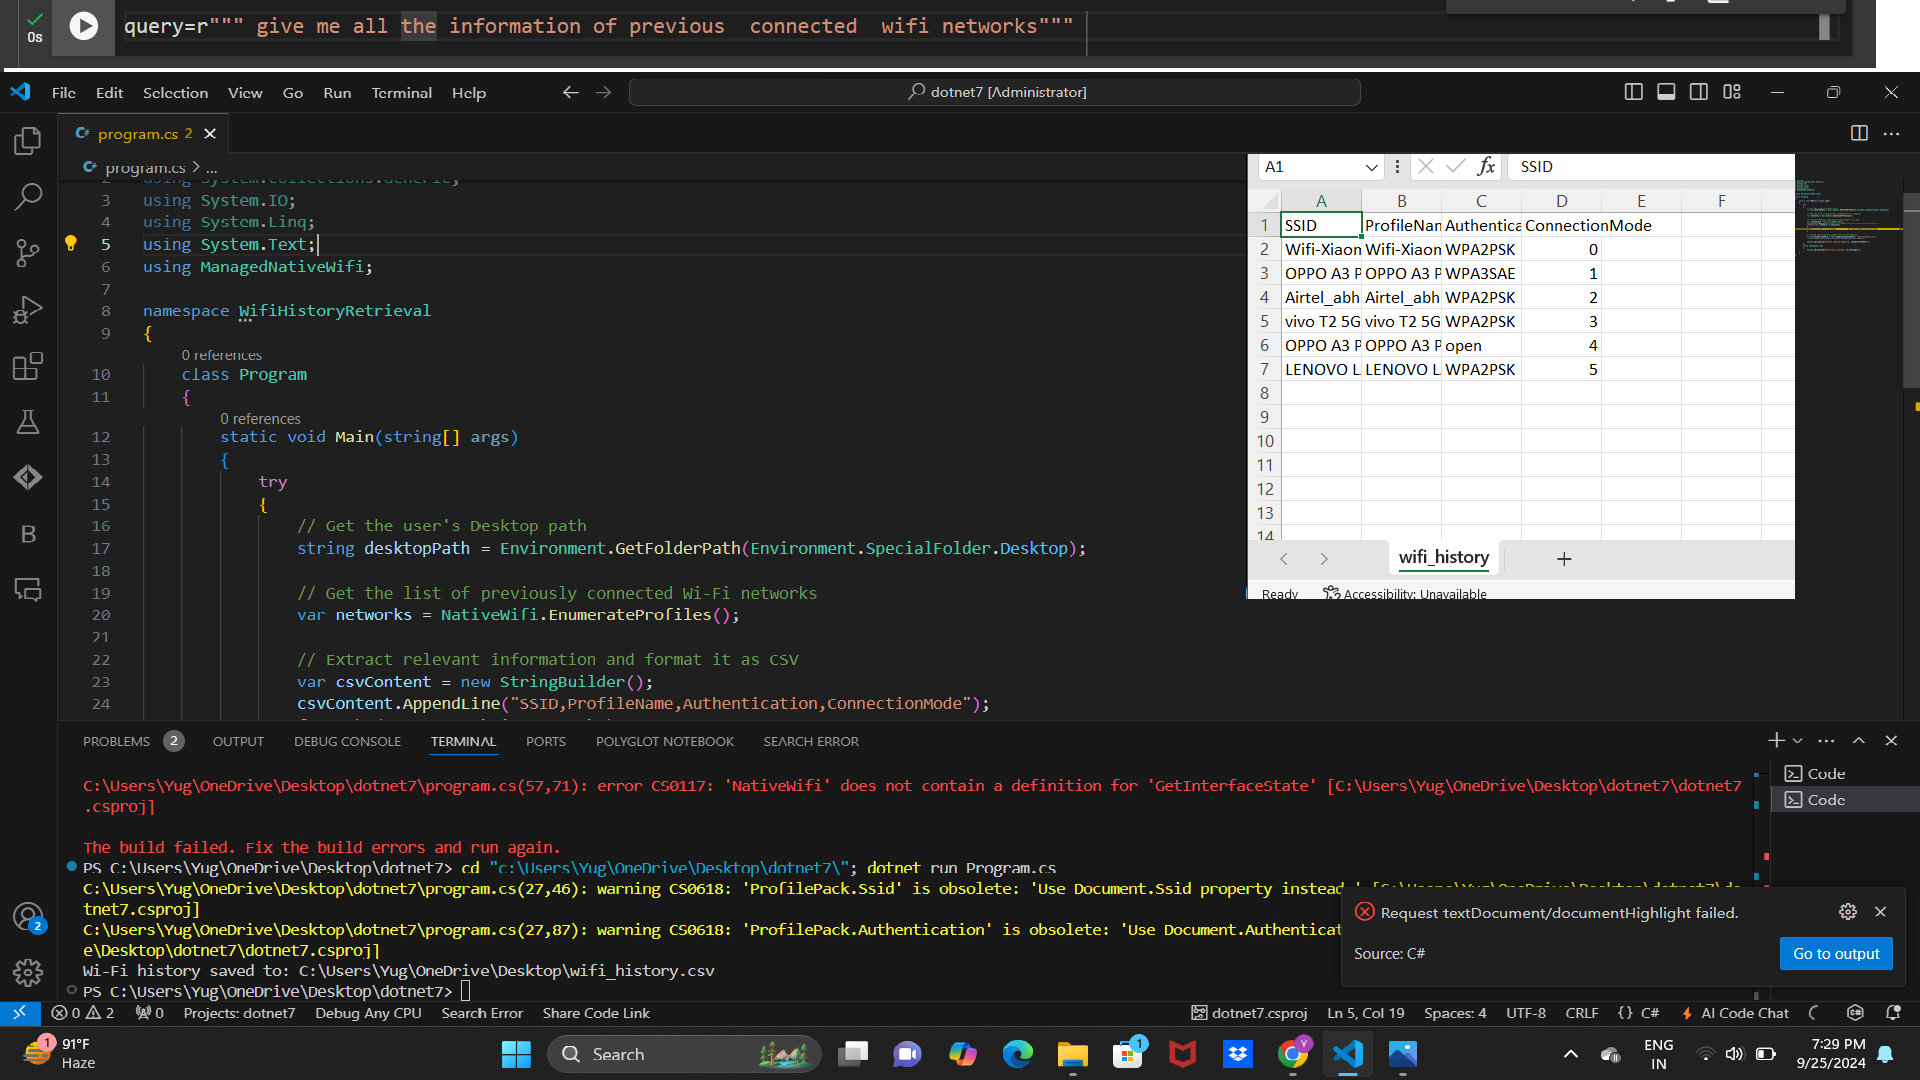 0s
query=r""" give me all the information of previous  connected  wifi networks"""
File Edit Selection View Go Run Terminal Help
dotnet7 [Administrator]
program.cs 2
program.cs > ...
3 using System.IO;
4 using System.Linq;
5 using System.Text;
6 using ManagedNativeWifi;
7
8 namespace WifiHistoryRetrieval
9 {
0 references
10 class Program
11 {
0 references
12 static void Main(string[] args)
13 {
14 try
15 {
16 // Get the user's Desktop path
17 string desktopPath = Environment.GetFolderPath(Environment.SpecialFolder.Desktop);
18
19 // Get the list of previously connected Wi-Fi networks
20 var networks = NativeWifi.EnumerateProfiles();
21
22 // Extract relevant information and format it as CSV
23 var csvContent = new StringBuilder();
24 csvContent.AppendLine("SSID,ProfileName,Authentication,ConnectionMode");
A1 fx SSID
A B C D E F
1 SSID ProfileNan Authentica ConnectionMode
2 Wifi-Xiaon Wifi-Xiaon WPA2PSK 0
3 OPPO A3 P OPPO A3 P WPA3SAE 1
4 Airtel_abh Airtel_abh WPA2PSK 2
5 vivo T2 5G vivo T2 5G WPA2PSK 3
6 OPPO A3 P OPPO A3 P open 4
7 LENOVO L LENOVO L WPA2PSK 5
8
9
10
11
12
13
14
wifi_history
Ready Accessibility: Unavailable
PROBLEMS 2 OUTPUT DEBUG CONSOLE TERMINAL PORTS POLYGLOT NOTEBOOK SEARCH ERROR
Code
Code
C:\Users\Yug\OneDrive\Desktop\dotnet7\program.cs(57,71): error CS0117: 'NativeWifi' does not contain a definition for 'GetInterfaceState' [C:\Users\Yug\OneDrive\Desktop\dotnet7\dotnet7
.csproj]
The build failed. Fix the build errors and run again.
PS C:\Users\Yug\OneDrive\Desktop\dotnet7> cd "c:\Users\Yug\OneDrive\Desktop\dotnet7\"; dotnet run Program.cs
C:\Users\Yug\OneDrive\Desktop\dotnet7\program.cs(27,46): warning CS0618: 'ProfilePack.Ssid' is obsolete: 'Use Document.Ssid property instead.' [C:\Users\Yug\OneDrive\Desktop\dotnet7\do
tnet7.csproj]
C:\Users\Yug\OneDrive\Desktop\dotnet7\program.cs(27,87): warning CS0618: 'ProfilePack.Authentication' is obsolete: 'Use Document.Authenticat
e\Desktop\dotnet7\dotnet7.csproj]
Wi-Fi history saved to: C:\Users\Yug\OneDrive\Desktop\wifi_history.csv
PS C:\Users\Yug\OneDrive\Desktop\dotnet7>
Request textDocument/documentHighlight failed.
Source: C#
Go to output
2
0 2 0 Projects: dotnet7 Debug Any CPU Search Error Share Code Link dotnet7.csproj Ln 5, Col 19 Spaces: 4 UTF-8 CRLF {} C# AI Code Chat
1 91°F
Haze
Search
1
ENG
IN
7:29 PM
9/25/2024